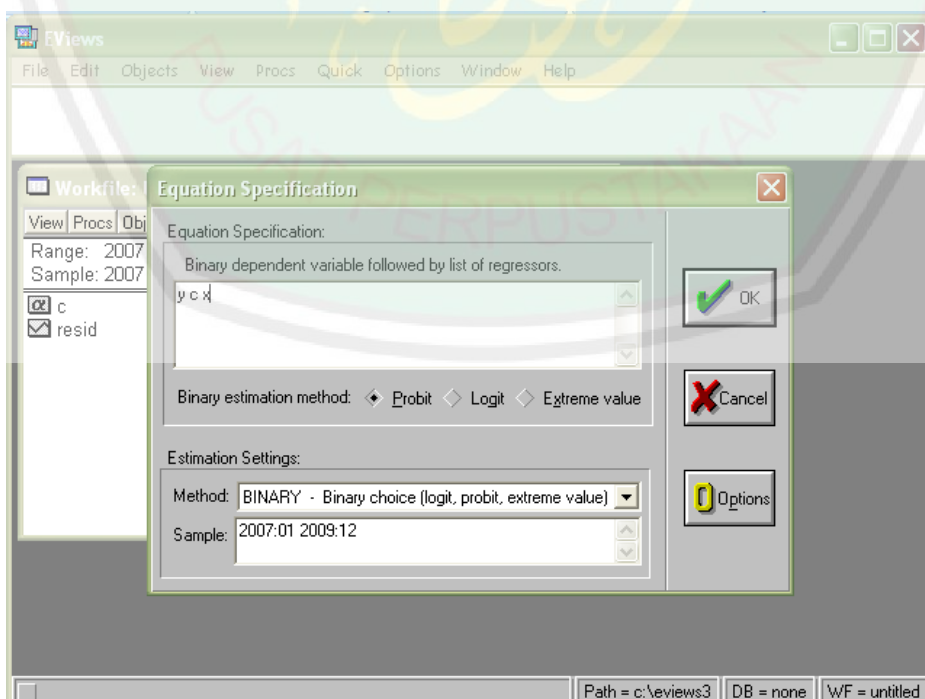 EViews
File Edit Objects View Procs Quick Options Window Help
PUSAT PERPUSTAKAAN
Workfile:
Equation Specification
View Procs Obj
Range: 2007
Sample: 2007
c
resid
Equation Specification:
Binary dependent variable followed by list of regressors.
y c x
OK
Binary estimation method: Probit Logit Extreme value
Cancel
Estimation Settings:
Method: BINARY - Binary choice (logit, probit, extreme value)
Options
Sample: 2007:01 2009:12
Path = c:\eviews3 DB = none WF = untitled